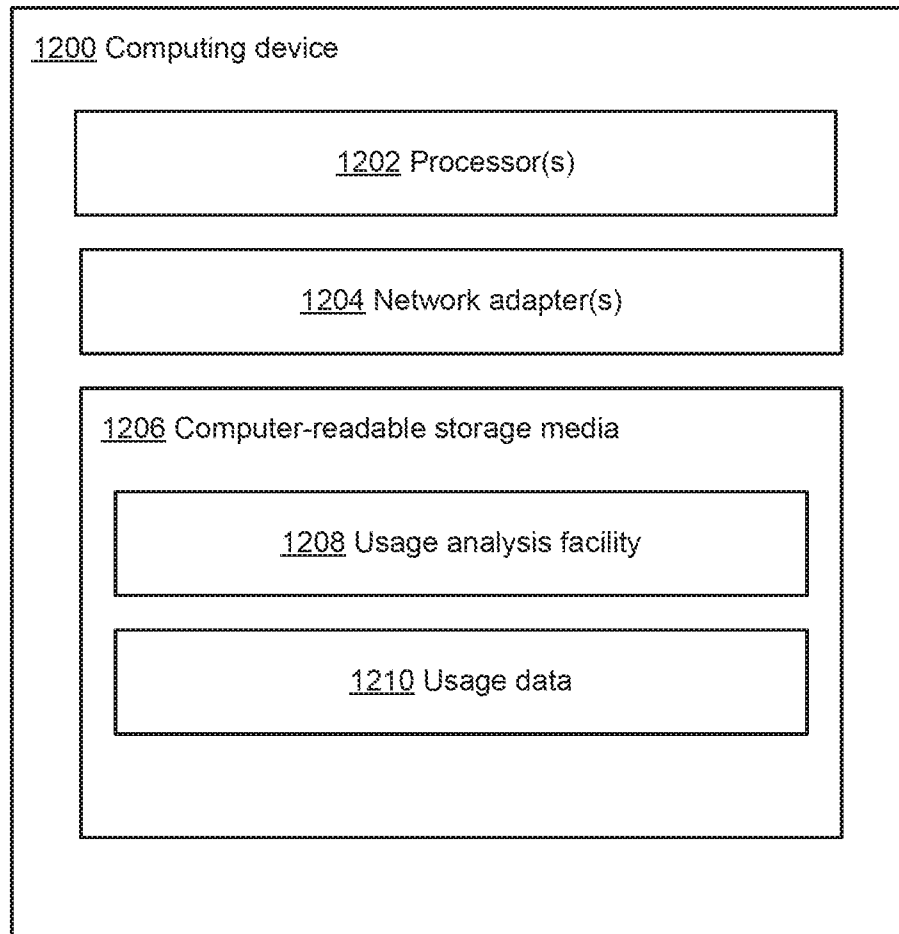 1200 Computing device
1202 Processor(s)
1204 Network adapter(s)
1206 Computer-readable storage media
1208 Usage analysis facility
1210 Usage data